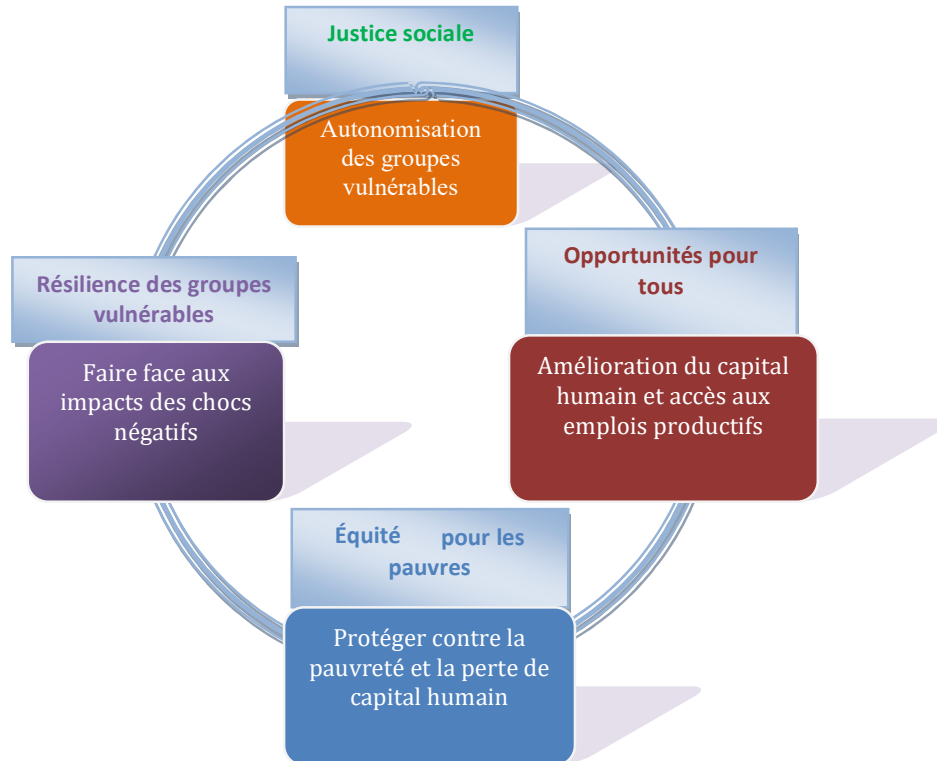 Justice sociale
Autonomisation
des groupes
vulnérables
Résilience des groupes
vulnérables
Faire face aux
impacts des chocs
négatifs
Opportunités pour
tous
Amélioration du capital
humain et accès aux
emplois productifs
Équité pour les
pauvres
Protéger contre la
pauvreté et la perte de
capital humain